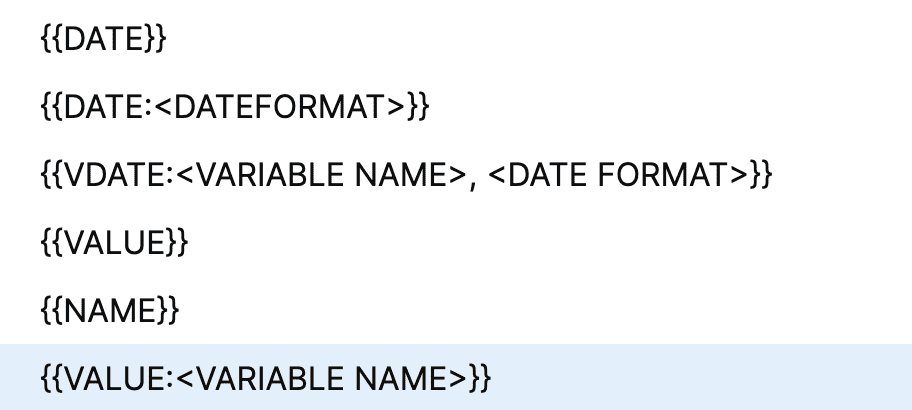 {{DATE}}
{{DATE:<DATEFORMAT>}}
{{VDATE:<VARIABLE NAME>, <DATE FORMAT>}}
{{VALUE}}
{{NAME}}
{{VALUE:<VARIABLE NAME>}}